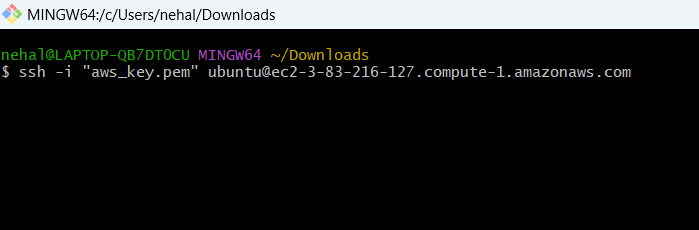 MINGW64:/c/Users/nehal/Downloads
nehal@LAPTOP-QB7DTOCU MINGW64 ~/Downloads
$ ssh -i "aws_key.pem" ubuntu@ec2-3-83-216-127.compute-1.amazonaws.com